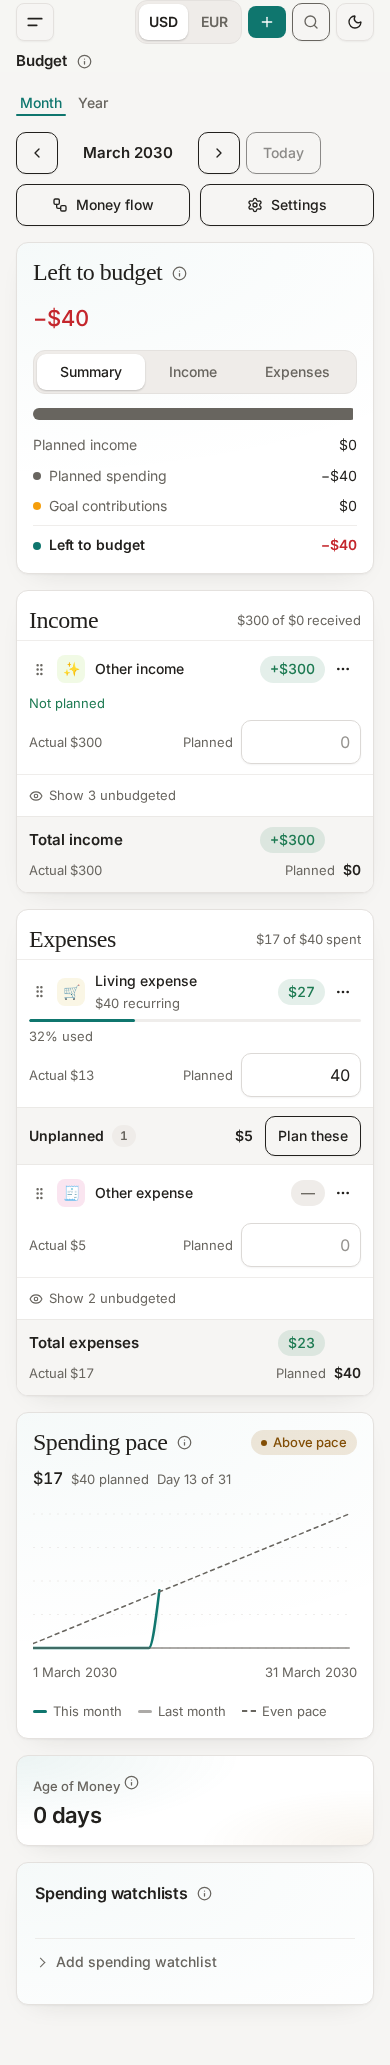 USD EUR
Budget
Month Year
March 2030 Today
Money flow Settings
Left to budget
−$40
Summary Income Expenses
Planned income $0
Planned spending −$40
Goal contributions $0
Left to budget −$40
Income $300 of $0 received
Other income +$300
Not planned
Actual $300 Planned 0
Show 3 unbudgeted
Total income +$300
Actual $300 Planned $0
Expenses $17 of $40 spent
Living expense $27
$40 recurring
32% used
Actual $13 Planned 40
Unplanned 1 $5 Plan these
Other expense —
Actual $5 Planned 0
Show 2 unbudgeted
Total expenses $23
Actual $17 Planned $40
Spending pace Above pace
$17 $40 planned Day 13 of 31
1 March 2030 31 March 2030
This month Last month Even pace
Age of Money
0 days
Spending watchlists
Add spending watchlist